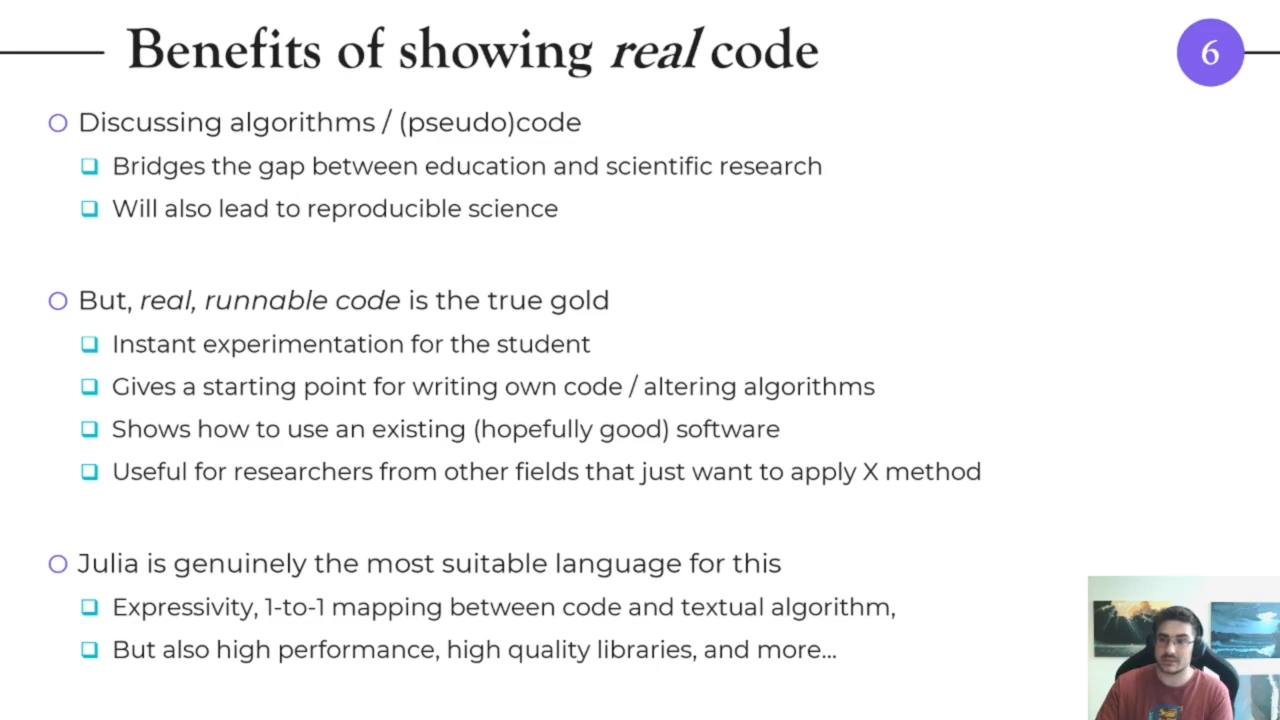 Benefits of showing real code
6
Discussing algorithms / (pseudo)code
Bridges the gap between education and scientific research
Will also lead to reproducible science
But, real, runnable code is the true gold
Instant experimentation for the student
Gives a starting point for writing own code / altering algorithms
Shows how to use an existing (hopefully good) software
Useful for researchers from other fields that just want to apply X method
Julia is genuinely the most suitable language for this
Expressivity, 1-to-1 mapping between code and textual algorithm,
But also high performance, high quality libraries, and more...